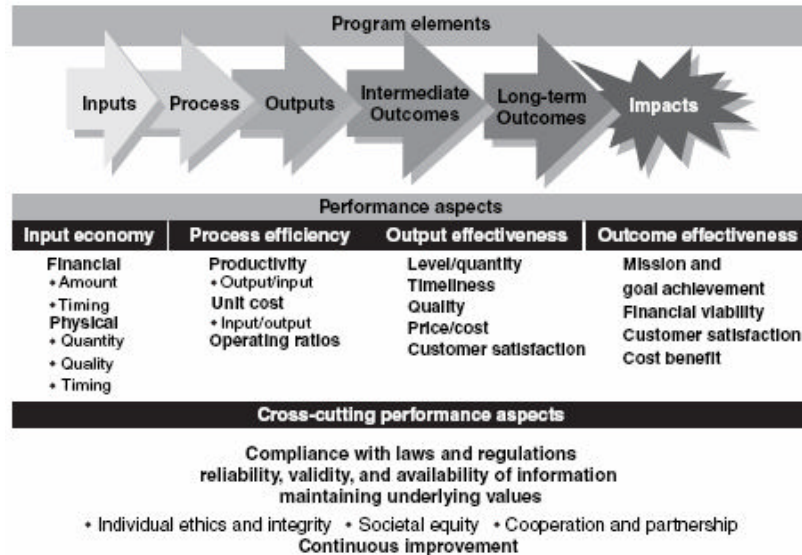 Program elements
Inputs
Process
Outputs
Intermediate
Outcomes
Long-term
Outcomes
Impacts
Performance aspects
Input economy
Financial
• Amount
• Timing
Physical
• Quantity
• Quality
• Timing
Process efficiency
Productivity
• Output/input
Unit cost
• Input/output
Operating ratios
Output effectiveness
Level/quantity
Timeliness
Quality
Price/cost
Customer satisfaction
Outcome effectiveness
Mission and
goal achievement
Financial viability
Customer satisfaction
Cost benefit
Cross-cutting performance aspects
Compliance with laws and regulations
reliability, validity, and availability of information
maintaining underlying values
• Individual ethics and integrity • Societal equity • Cooperation and partnership
Continuous improvement